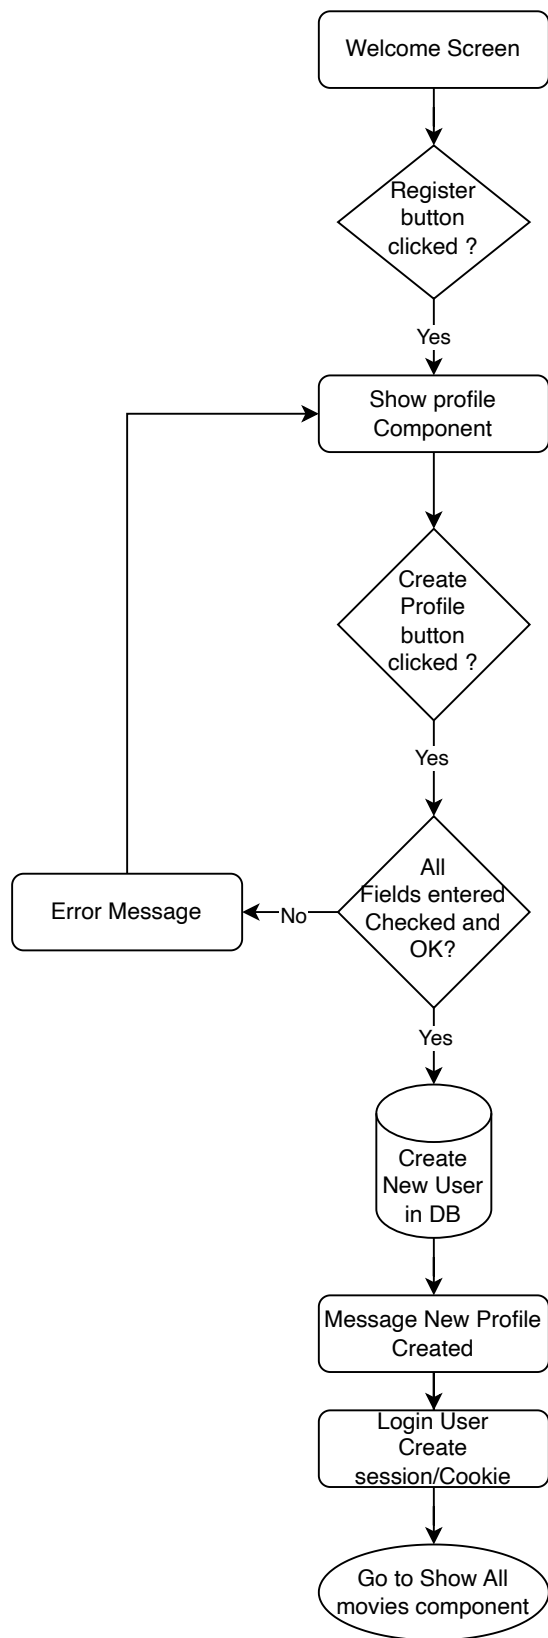 Welcome Screen
Register
button
clicked ?
Yes
Show profile
Component
Create
Profile
button
clicked ?
Yes
All
Fields entered
Checked and
OK?
No
Error Message
Yes
Create
New User
in DB
Message New Profile
Created
Login User
Create
session/Cookie
Go to Show All
movies component